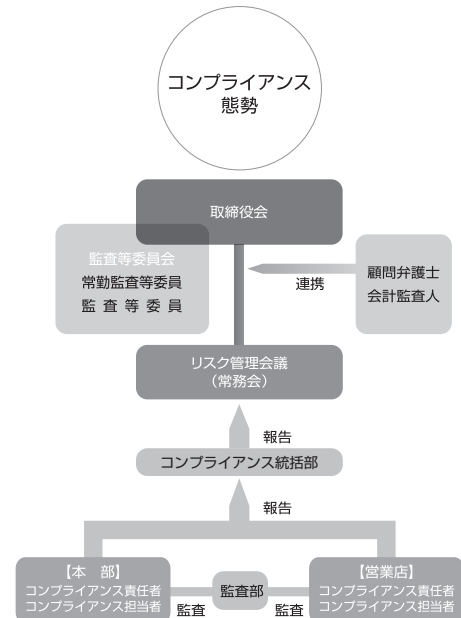 コンプライアンス
態勢
取締役会
監査等委員会
常勤監査等委員
監査等委員
連携
顧問弁護士
会計監査人
リスク管理会議
（常務会）
報告
コンプライアンス統括部
報告
【本　部】
コンプライアンス責任者
コンプライアンス担当者
監査
監査部
監査
【営業店】
コンプライアンス責任者
コンプライアンス担当者